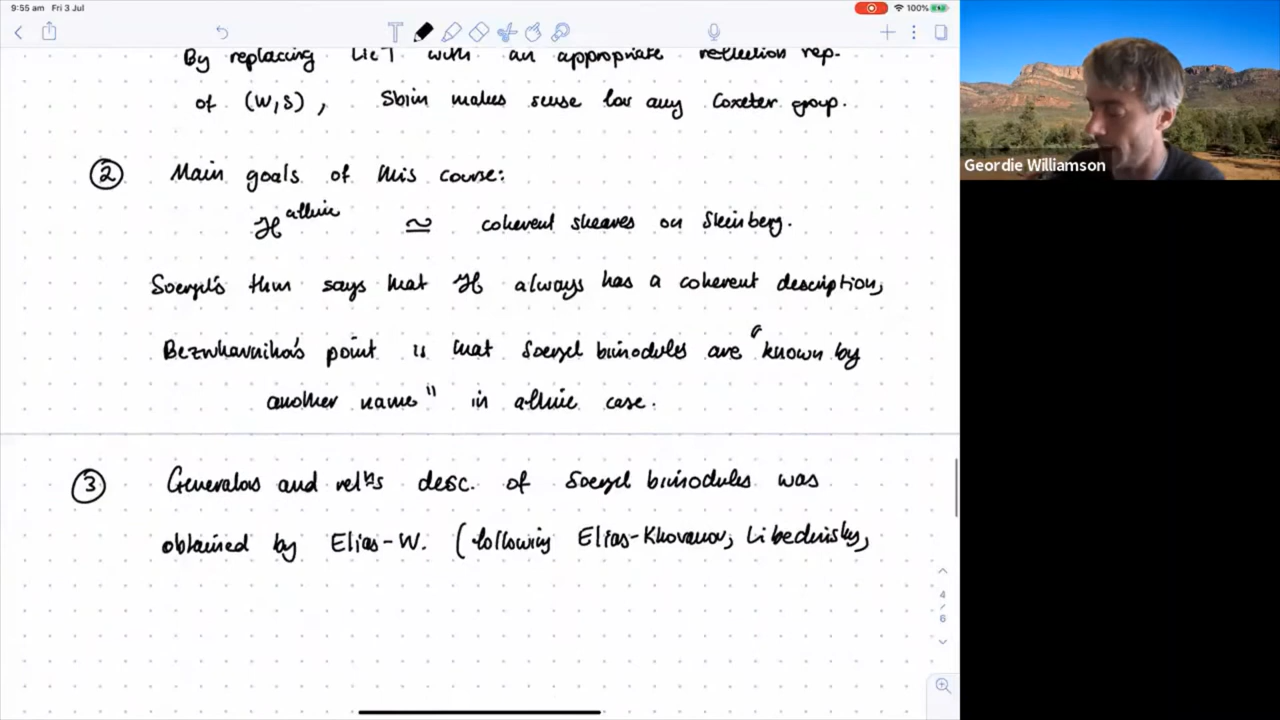 9:55 am Fri 3 Jul
100%
By replacing Lie T with an appropriate reflection rep.
of (W,S), Sbim makes sense for any Coxeter group.
② Main goals of this course:
ℋ^affine ≃ coherent sheaves on Steinberg.
Soergel's thm says that ℋ always has a coherent description,
Bezrukavnikov's point is that Soergel bimodules are "known by
another name" in affine case.
③ Generators and relⁿs desc. of Soergel bimodules was
obtained by Elias-W. (following Elias-Khovanov, Libedinsky,
4
/
6
Geordie Williamson